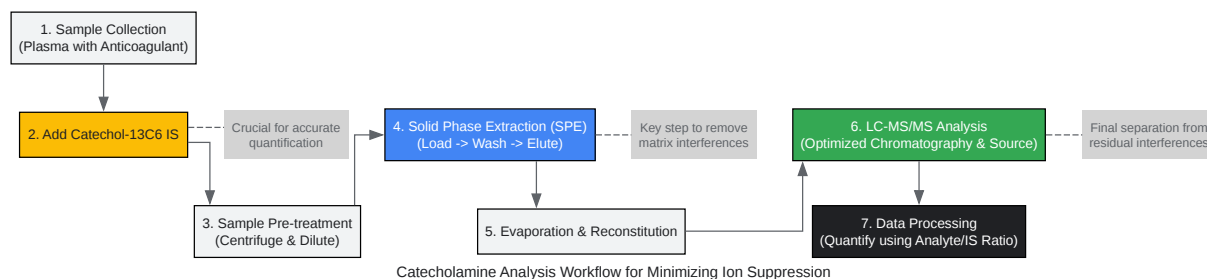 1. Sample Collection
(Plasma with Anticoagulant)
2. Add Catechol-13C6 IS
Crucial for accurate
quantification
3. Sample Pre-treatment
(Centrifuge & Dilute)
4. Solid Phase Extraction (SPE)
(Load -> Wash -> Elute)
Key step to remove
matrix interferences
5. Evaporation & Reconstitution
6. LC-MS/MS Analysis
(Optimized Chromatography & Source)
Final separation from
residual interferences
7. Data Processing
(Quantify using Analyte/IS Ratio)
Catecholamine Analysis Workflow for Minimizing Ion Suppression